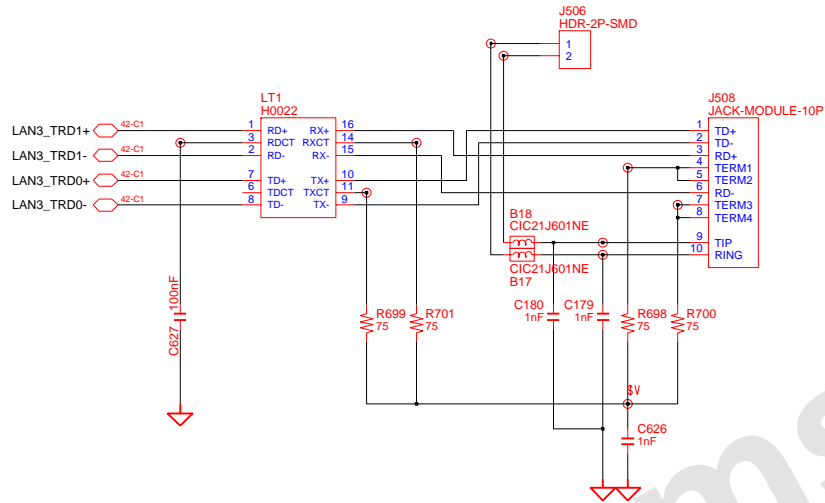 J506
HDR-2P-SMD
1
2
LT1
H0022
J508
JACK-MODULE-10P
LAN3_TRD1+ 42-C1 1 RD+ RX+ 16
3 RDCT RXCT 14
LAN3_TRD1- 42-C1 2 RD- RX- 15
LAN3_TRD0+ 42-C1 7 TD+ TX+ 10
6 TDCT TXCT 11
LAN3_TRD0- 42-C1 8 TD- TX- 9
1 TD+
2 TD-
3 RD+
4 TERM1
5 TERM2
6 RD-
7 TERM3
8 TERM4
9 TIP
10 RING
B18
CIC21J601NE
CIC21J601NE
B17
C627 100nF
R699
75
R701
75
C180
1nF
C179
1nF
R698
75
R700
75
$V
C626
1nF